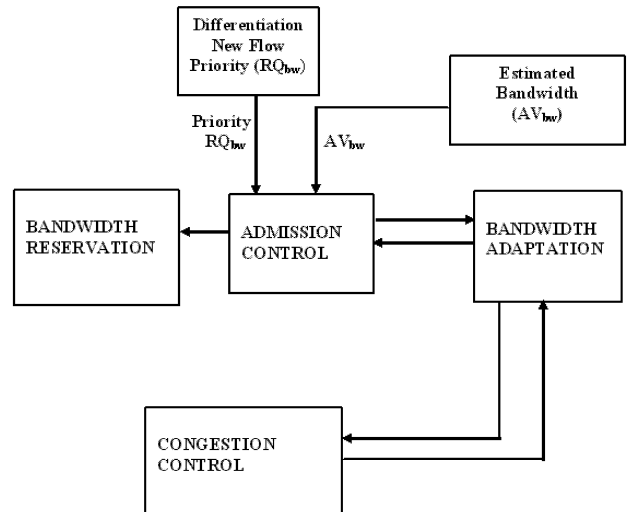 Differentiation
New Flow
Priority (RQbw)
Estimated
Bandwidth
(AVbw)
Priority
RQbw
AVbw
BANDWIDTH
RESERVATION
ADMISSION
CONTROL
BANDWIDTH
ADAPTATION
CONGESTION
CONTROL